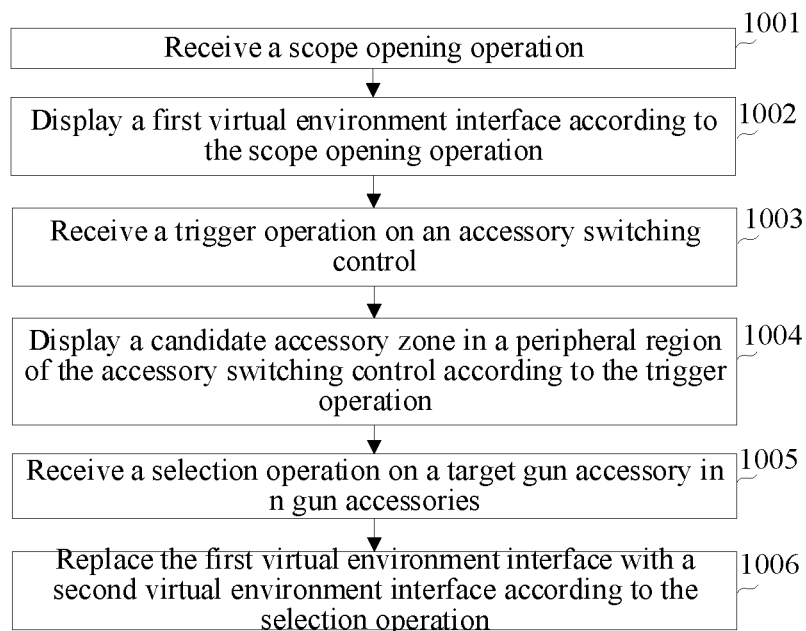 1001
Receive a scope opening operation
1002
Display a first virtual environment interface according to
the scope opening operation
1003
Receive a trigger operation on an accessory switching
control
1004
Display a candidate accessory zone in a peripheral region
of the accessory switching control according to the trigger
operation
1005
Receive a selection operation on a target gun accessory in
n gun accessories
1006
Replace the first virtual environment interface with a
second virtual environment interface according to the
selection operation